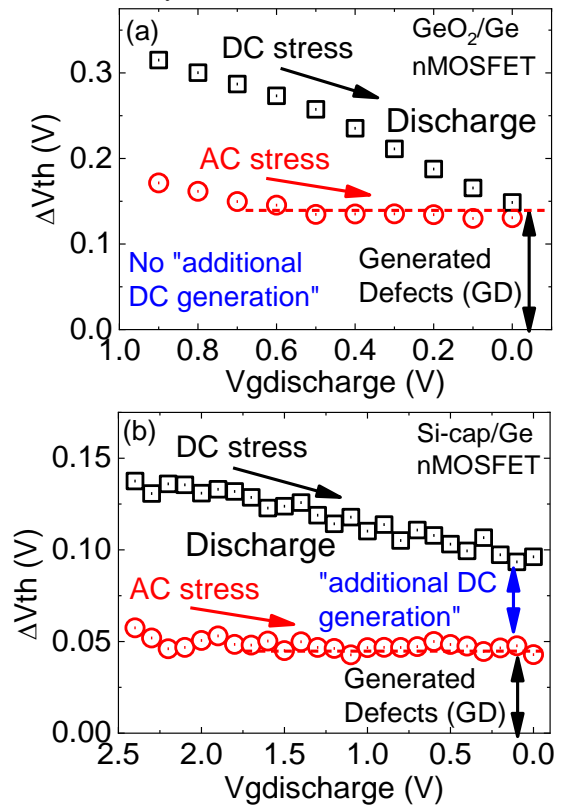 (a)
DC stress
GeO2/Ge
nMOSFET
0.3
Discharge
0.2
AC stress
ΔVth (V)
0.1
No "additional
DC generation"
Generated
Defects (GD)
0.0
1.0 0.8 0.6 0.4 0.2 0.0
Vgdischarge (V)
(b)
DC stress
Si-cap/Ge
nMOSFET
0.15
Discharge
0.10
AC stress
"additional DC
generation"
ΔVth (V)
0.05
Generated
Defects (GD)
0.00
2.5 2.0 1.5 1.0 0.5 0.0
Vgdischarge (V)